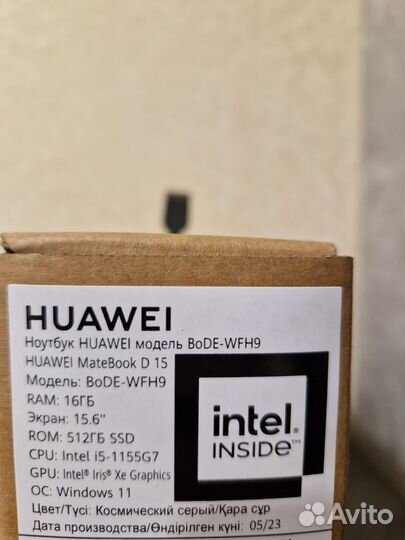 HUAWEI
Ноутбук HUAWEI модель BoDE-WFH9
HUAWEI MateBook D 15
Модель: BoDE-WFH9
RAM: 16ГБ
Экран: 15.6"
ROM: 512ГБ SSD
CPU: Intel i5-1155G7
GPU: Intel® Iris® Xe Graphics
ОС: Windows 11
Цвет/Түсі: Космический серый/Қара сұр
Дата производства/Өндірілген күні: 05/23
intel®
INSIDE™
Avito